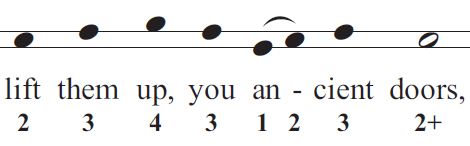 lift them up, you an - cient doors,
2 3 4 3 1 2 3 2+